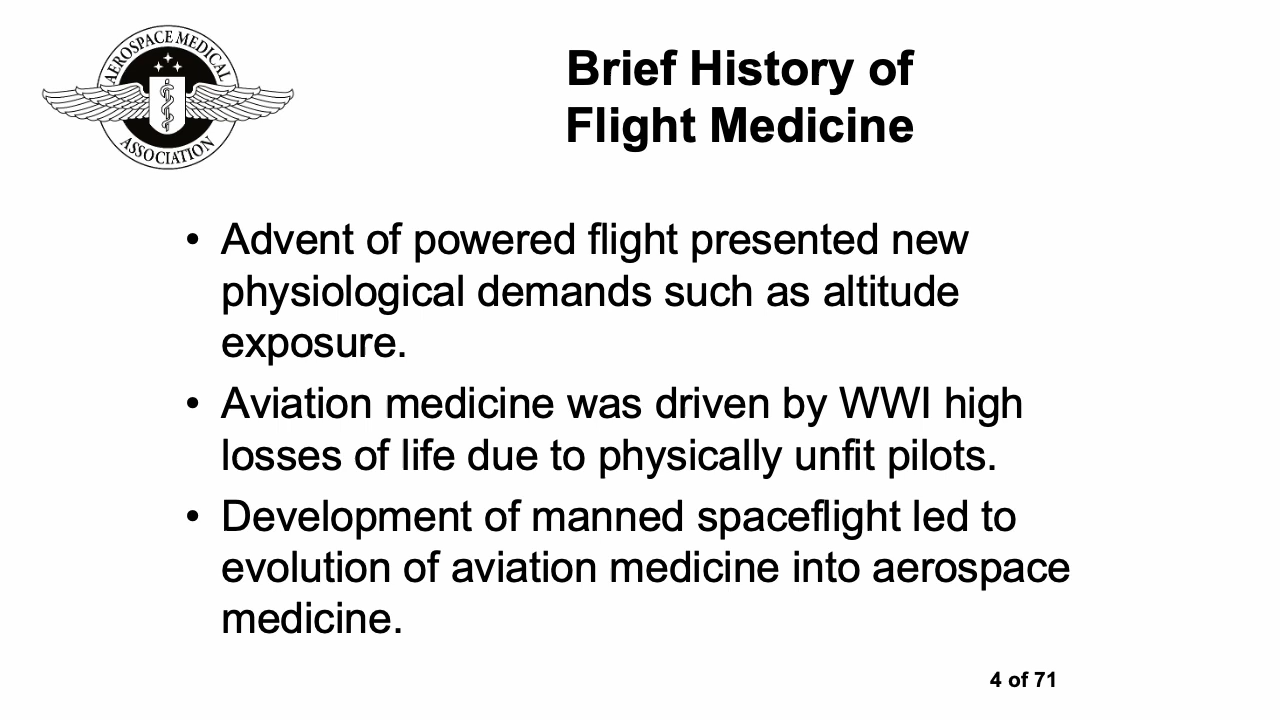 AEROSPACE MEDICAL
ASSOCIATION
Brief History of
Flight Medicine
• Advent of powered flight presented new
physiological demands such as altitude
exposure.
• Aviation medicine was driven by WWI high
losses of life due to physically unfit pilots.
• Development of manned spaceflight led to
evolution of aviation medicine into aerospace
medicine.
4 of 71